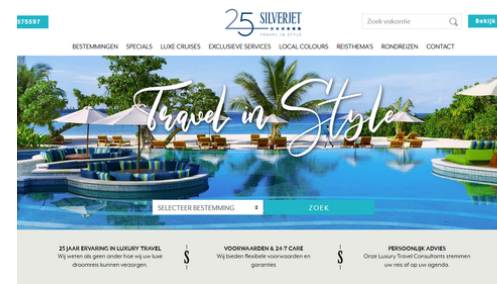 575597
25 SILVERJET
TRAVEL IN STYLE
Zoek vakantie
Bekijk
BESTEMMINGEN SPECIALS LUXE CRUISES EXCLUSIEVE SERVICES LOCAL COLOURS REISTHEMA'S RONDREIZEN CONTACT
Travel in Style
SELECTEER BESTEMMING
ZOEK
25 JAAR ERVARING IN LUXURY TRAVEL
Wij weten als geen ander hoe wij uw luxe
droomreis kunnen verzorgen.
VOORWAARDEN & 24-7 CARE
Wij bieden flexibele voorwaarden en
garanties
PERSOONLIJK ADVIES
Onze Luxury Travel Consultants stemmen
uw reis af op uw agenda.